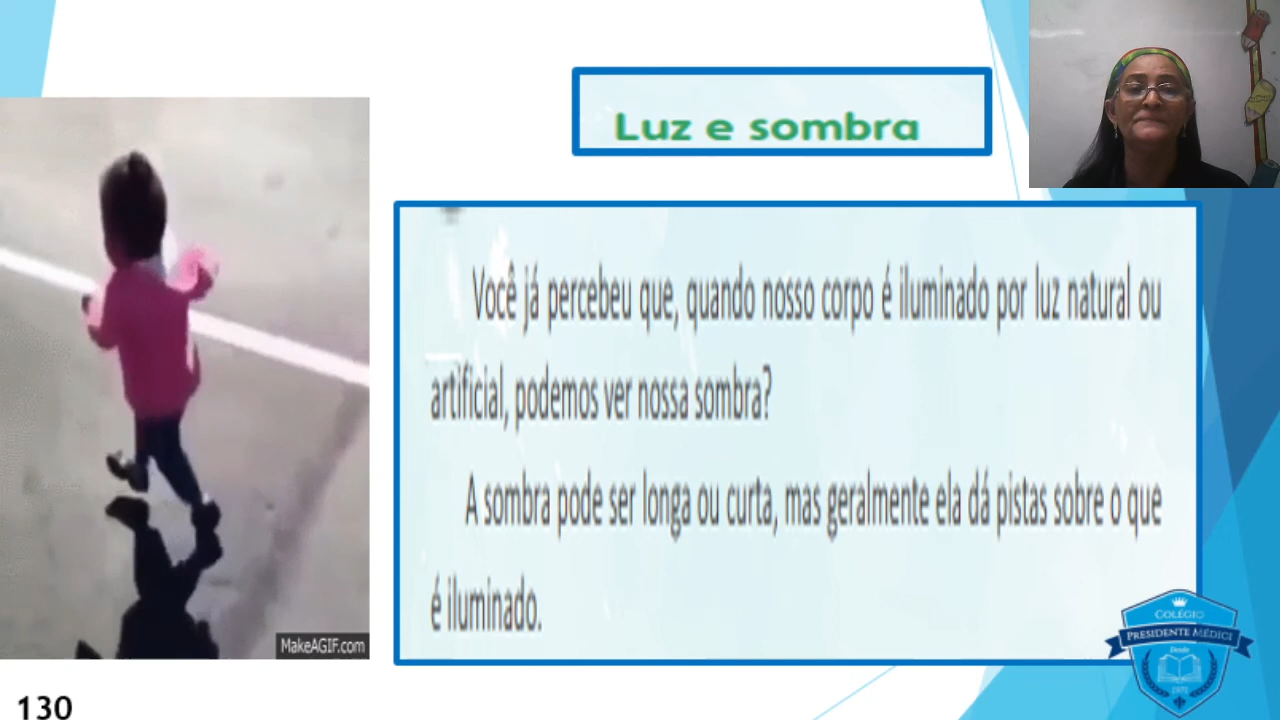 Luz e sombra
Você já percebeu que, quando nosso corpo é iluminado por luz natural ou
artificial, podemos ver nossa sombra?
A sombra pode ser longa ou curta, mas geralmente ela dá pistas sobre o que
é iluminado.
MakeAGIF.com
COLÉGIO
PRESIDENTE MÉDICI
Desde
1971
130